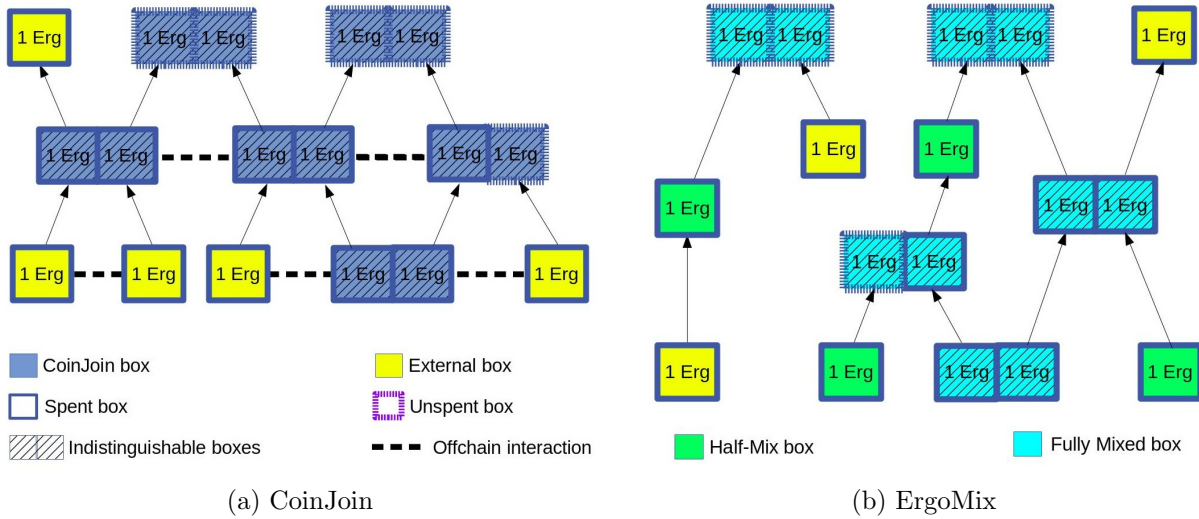 1 Erg 1 Erg 1 Erg 1 Erg 1 Erg
1 Erg 1 Erg 1 Erg 1 Erg 1 Erg 1 Erg
1 Erg 1 Erg 1 Erg 1 Erg 1 Erg 1 Erg
CoinJoin box External box
Spent box Unspent box
Indistinguishable boxes Offchain interaction
(a) CoinJoin
1 Erg 1 Erg 1 Erg 1 Erg 1 Erg
1 Erg 1 Erg
1 Erg 1 Erg 1 Erg
1 Erg 1 Erg
1 Erg 1 Erg 1 Erg 1 Erg 1 Erg
Half-Mix box Fully Mixed box
(b) ErgoMix